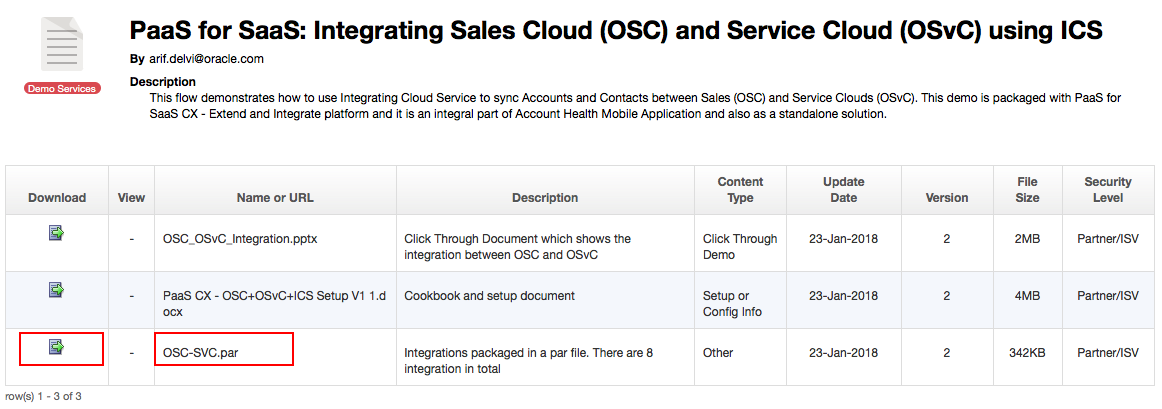 PaaS for SaaS: Integrating Sales Cloud (OSC) and Service Cloud (OSvC) using ICS
By arif.delvi@oracle.com
Demo Services
Description
This flow demonstrates how to use Integrating Cloud Service to sync Accounts and Contacts between Sales (OSC) and Service Clouds (OSvC). This demo is packaged with PaaS for
SaaS CX - Extend and Integrate platform and it is an integral part of Account Health Mobile Application and also as a standalone solution.
Download View Name or URL Description Content Type Update Date Version File Size Security Level
- OSC_OSvC_Integration.pptx Click Through Document which shows the Click Through 23-Jan-2018 2 2MB Partner/ISV
integration between OSC and OSvC Demo
- PaaS CX - OSC+OSvC+ICS Setup V1 1.d Cookbook and setup document Setup or 23-Jan-2018 2 4MB Partner/ISV
ocx Config Info
- OSC-SVC.par Integrations packaged in a par file. There are 8 Other 23-Jan-2018 2 342KB Partner/ISV
integration in total
row(s) 1 - 3 of 3